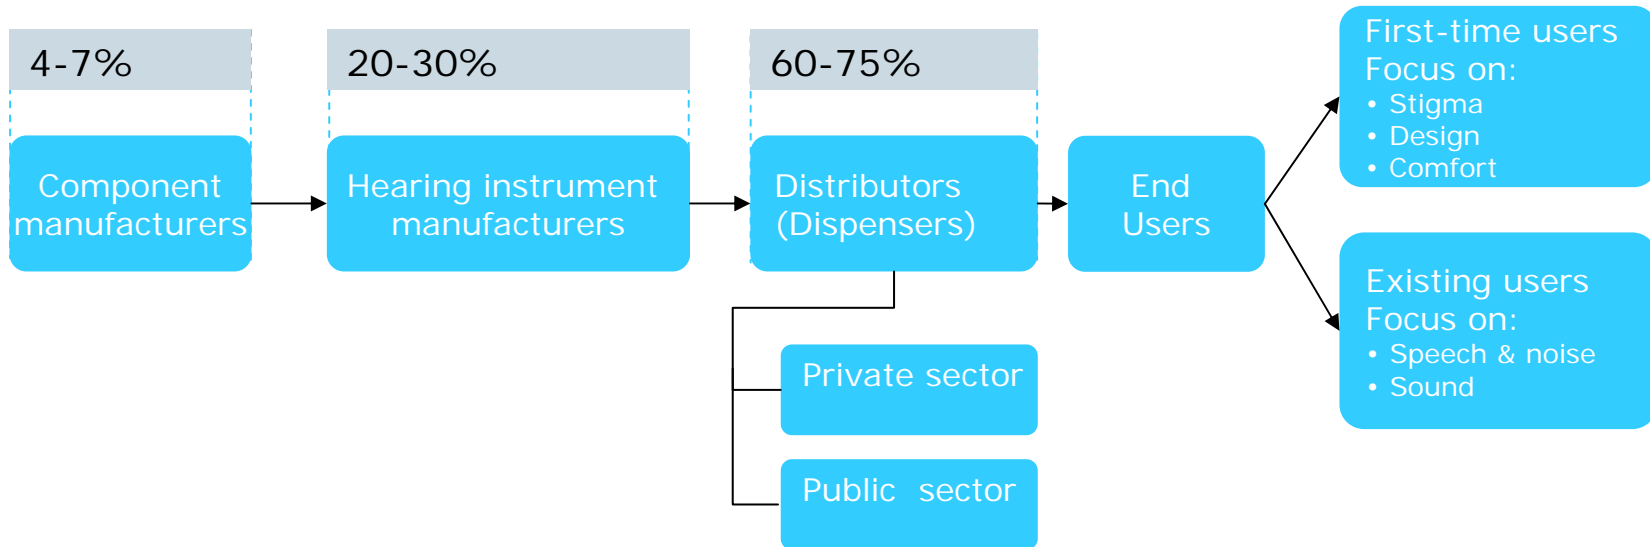 4-7%
20-30%
60-75%
Component
manufacturers
Hearing instrument
manufacturers
Distributors
(Dispensers)
End
Users
First-time users
Focus on:
• Stigma
• Design
• Comfort
Existing users
Focus on:
• Speech & noise
• Sound
Private sector
Public sector